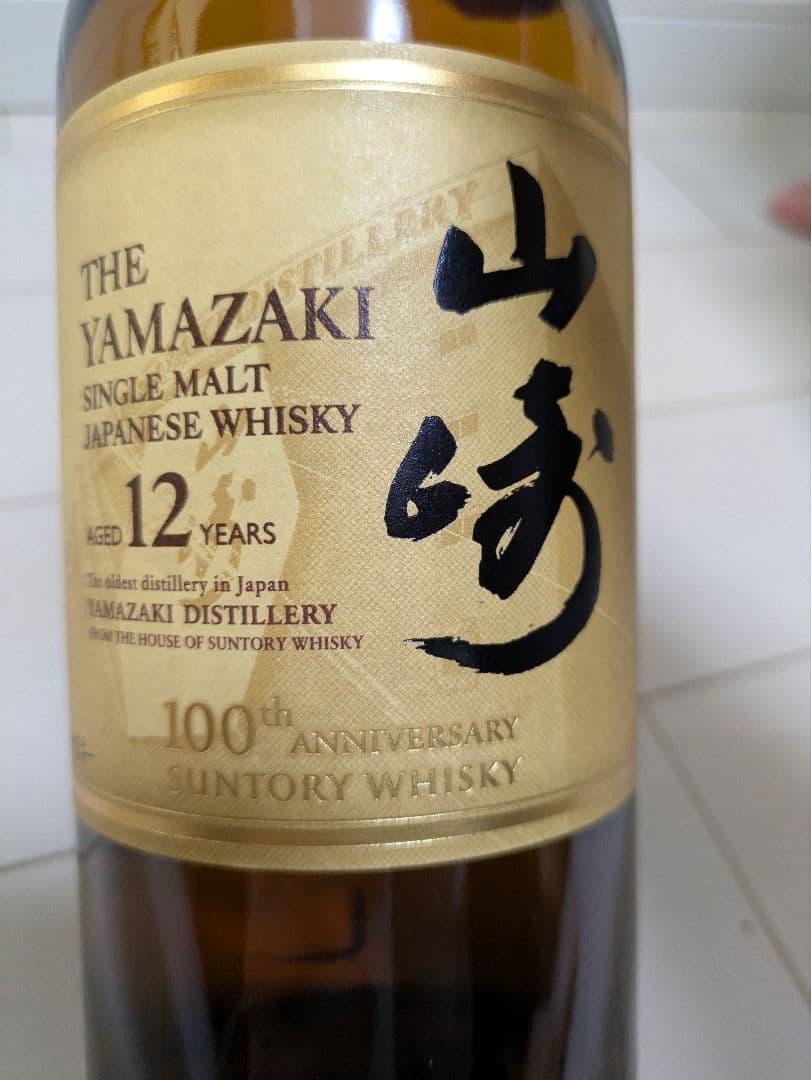 THE
YAMAZAKI
SINGLE MALT
JAPANESE WHISKY
AGED 12 YEARS
The oldest distillery in Japan
YAMAZAKI DISTILLERY
FROM THE HOUSE OF SUNTORY WHISKY
山崎
DISTILLERY
100th ANNIVERSARY
SUNTORY WHISKY